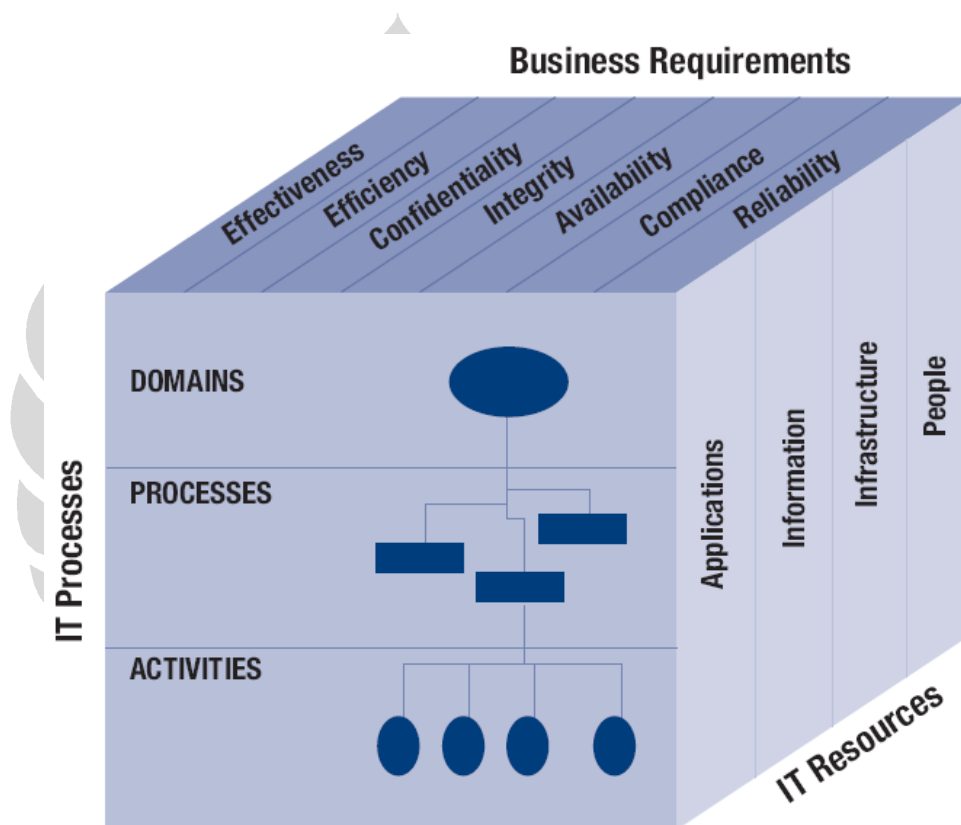 Business Requirements
Effectiveness
Efficiency
Confidentiality
Integrity
Availability
Compliance
Reliability
IT Processes
DOMAINS
PROCESSES
ACTIVITIES
Applications
Information
Infrastructure
People
IT Resources